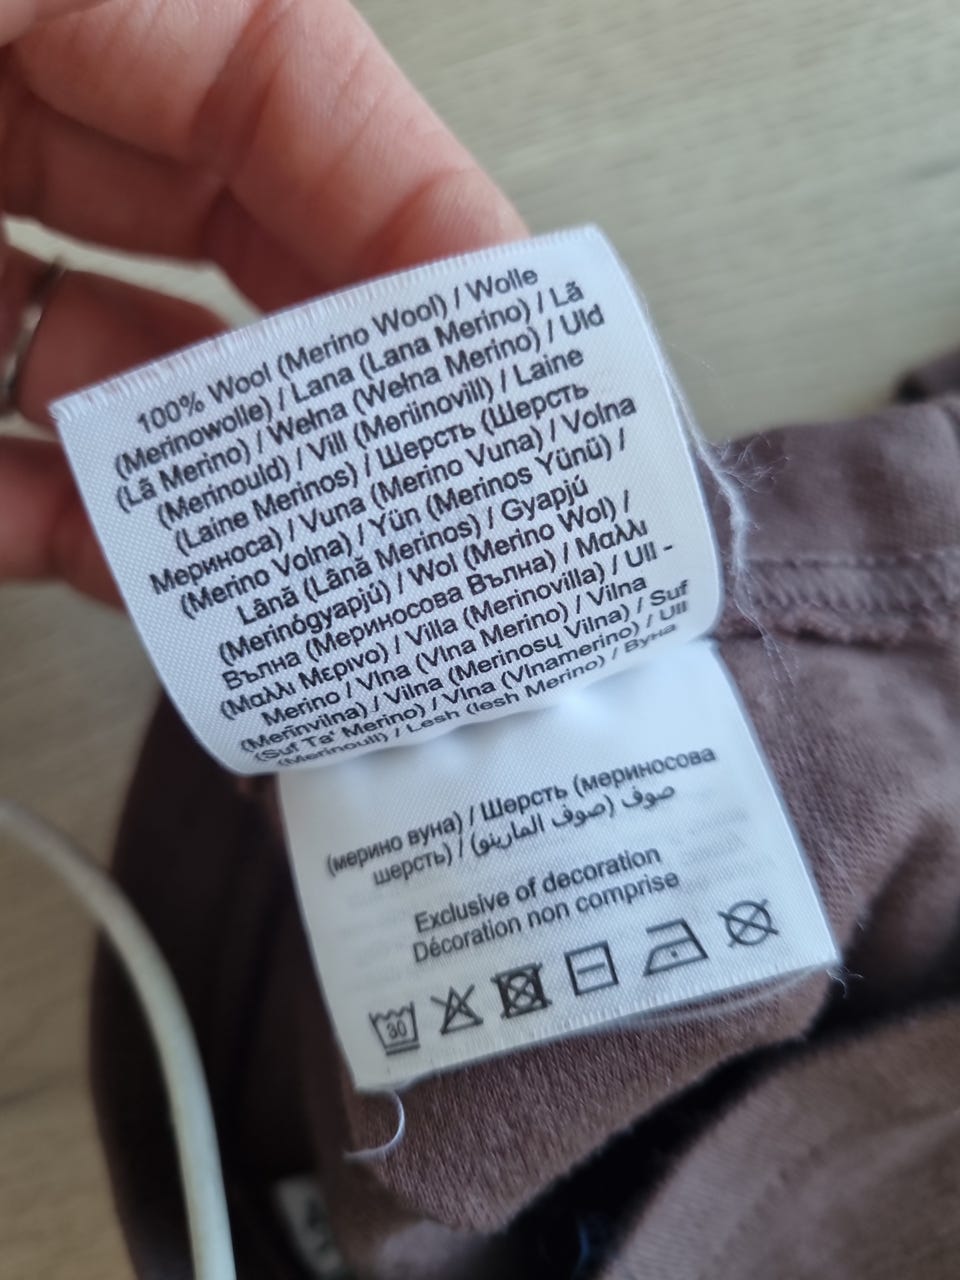 100% Wool (Merino Wool) / Wolle
(Merinowolle) / Lana (Lana Merino) / Lã
(Lã Merino) / Wełna (Wełna Merino) / Uld
(Merinould) / Vill (Meriinovill) / Laine
(Laine Merinos) / Шерсть (Шерсть
Мериноса) / Vuna (Merino Vuna) / Volna
(Merino Volna) / Yün (Merinos Yünü) /
Lână (Lână Merinos) / Gyapjú
(Merinógyapjú) / Wol (Merino Wol) /
Вълна (Мериносова Вълна) / Μαλλι
(Μαλλι Μερινο) / Villa (Merinovilla) / Ull -
Merino / Vlna (Vlna Merino) / Vilna
(Merinvilna) / Vilna (Merinosų Vilna) / Suf
(Suf Ta' Merino) / Vlna (Vlnamerino) / Ull
(Merinoull) / Lesh (lesh Merino) / Вуна
(мерино вуна) / Шерсть (мериносова
шерсть) / صوف (صوف المارينو)
Exclusive of decoration
Décoration non comprise
30